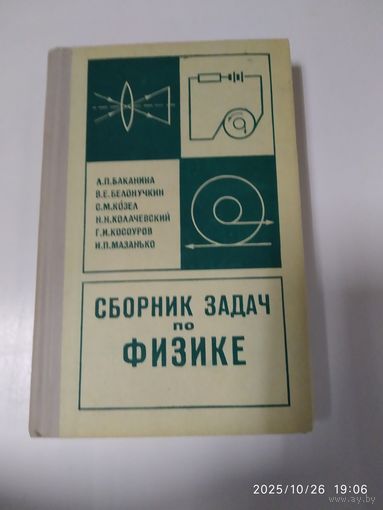 Л.П.БАКАНИНА
В.Е.БЕЛОНУЧКИН
С.М.КОЗЕЛ
Н.Н.КОЛАЧЕВСКИЙ
Г.И.КОСОУРОВ
И.П.МАЗАНЬКО
СБОРНИК ЗАДАЧ
ПО
ФИЗИКЕ
2025/10/26 19:06
www.ay.by